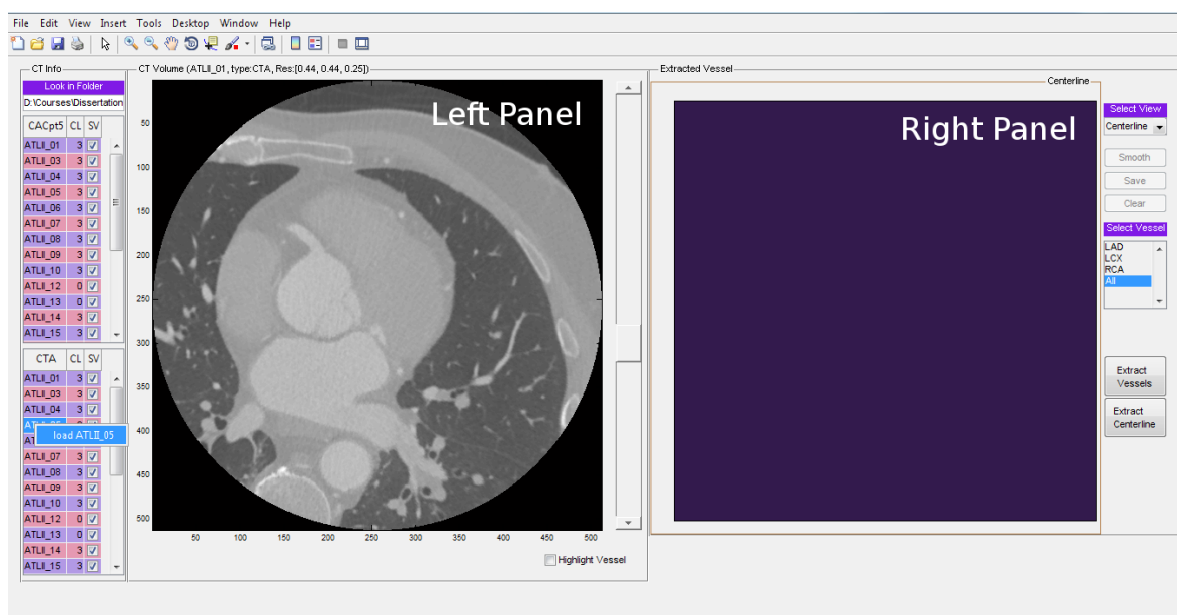 File Edit View Insert Tools Desktop Window Help
CT Info
Look in Folder
D:\Courses\Dissertation
CACpt5 CL SV
ATLII_01 3
ATLII_03 3
ATLII_04 3
ATLII_05 3
ATLII_06 3
ATLII_07 3
ATLII_08 3
ATLII_09 3
ATLII_10 3
ATLII_12 0
ATLII_13 0
ATLII_14 3
ATLII_15 3
CTA CL SV
ATLII_01 3
ATLII_03 3
ATLII_04 3
load ATLII_05
ATLII_07 3
ATLII_08 3
ATLII_09 3
ATLII_10 3
ATLII_12 0
ATLII_13 0
ATLII_14 3
ATLII_15 3
CT Volume (ATLII_01, type:CTA, Res:[0.44, 0.44, 0.25])
Left Panel
50
100
150
200
250
300
350
400
450
500
50 100 150 200 250 300 350 400 450 500
Highlight Vessel
Extracted Vessel
Centerline
Right Panel
Select View
Centerline
Smooth
Save
Clear
Select Vessel
LAD
LCX
RCA
All
Extract
Vessels
Extract
Centerline